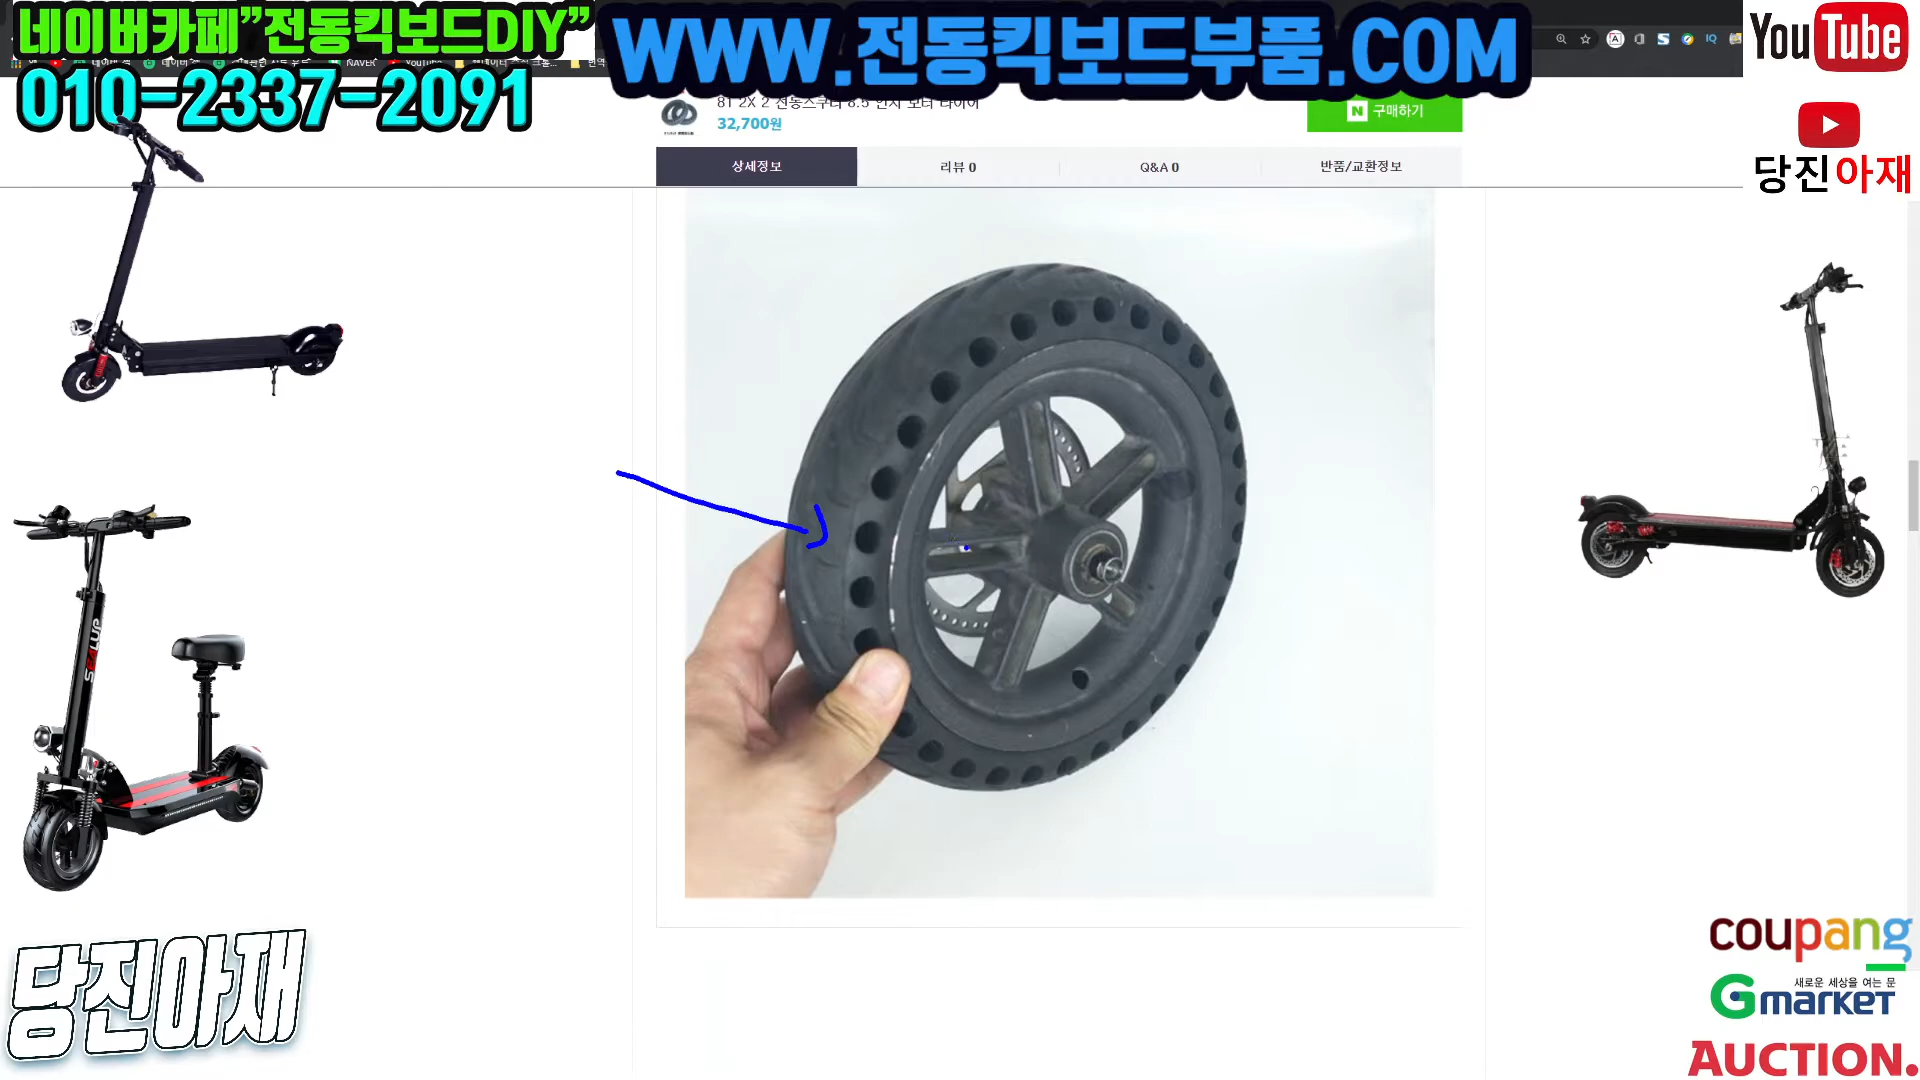 네이버카페"전동킥보드DIY"
010-2337-2091
WWW.전동킥보드부품.COM
YouTube
당진아재
NAVER
YouTube
32,700원
N 구매하기
상세정보
리뷰 0
Q&A 0
반품/교환정보
SEALUP
당진아재
coupang
새로운 세상을 여는 문
Gmarket
AUCTION.